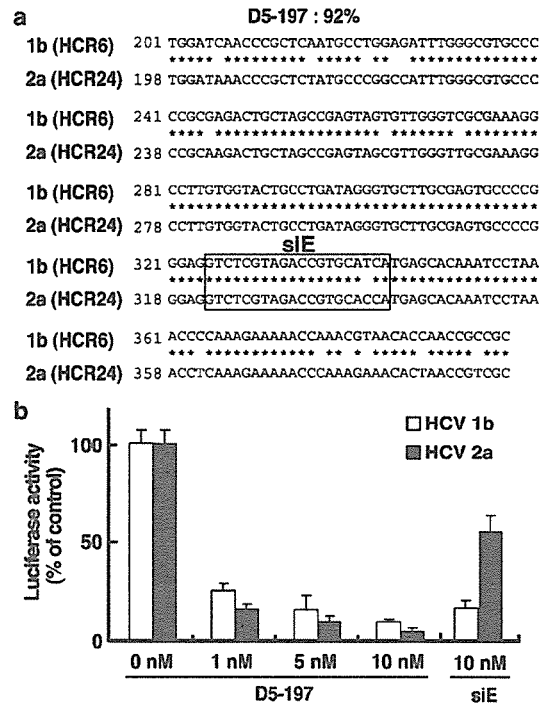 a
D5-197 : 92%
1b (HCR6) 201 TGGATCAACCCGCTCAATGCCTGGAGATTTGGGCGTGCCC
***** ******** ***** ** ***************
2a (HCR24) 198 TGGATAAACCCGCTCTATGCCCGGCCATTTGGGCGTGCCC
1b (HCR6) 241 CCGCGAGACTGCTAGCCGAGTAGTGTTGGGTCGCGAAAGG
**** ****************** ******* ********
2a (HCR24) 238 CCGCAAGACTGCTAGCCGAGTAGCGTTGGGTTGCGAAAGG
1b (HCR6) 281 CCTTGTGGTACTGCCTGATAGGGTGCTTGCGAGTGCCCCG
****************************************
2a (HCR24) 278 CCTTGTGGTACTGCCTGATAGGGTGCTTGCGAGTGCCCCG
siE
1b (HCR6) 321 GGAGGTCTCGTAGACCGTGCATCATGAGCACAAATCCTAA
********************* ******************
2a (HCR24) 318 GGAGGTCTCGTAGACCGTGCACCATGAGCACAAATCCTAA
1b (HCR6) 361 ACCCCAAAGAAAAACCAAACGTAACACCAACCGCCGC
*** ************ ** * ***** ***** ***
2a (HCR24) 358 ACCTCAAAGAAAAACCCAAAGAAACACTAACCGTCGC
b
HCV 1b
HCV 2a
Luciferase activity
(% of control)
100
50
0
0 nM 1 nM 5 nM 10 nM 10 nM
D5-197 siE